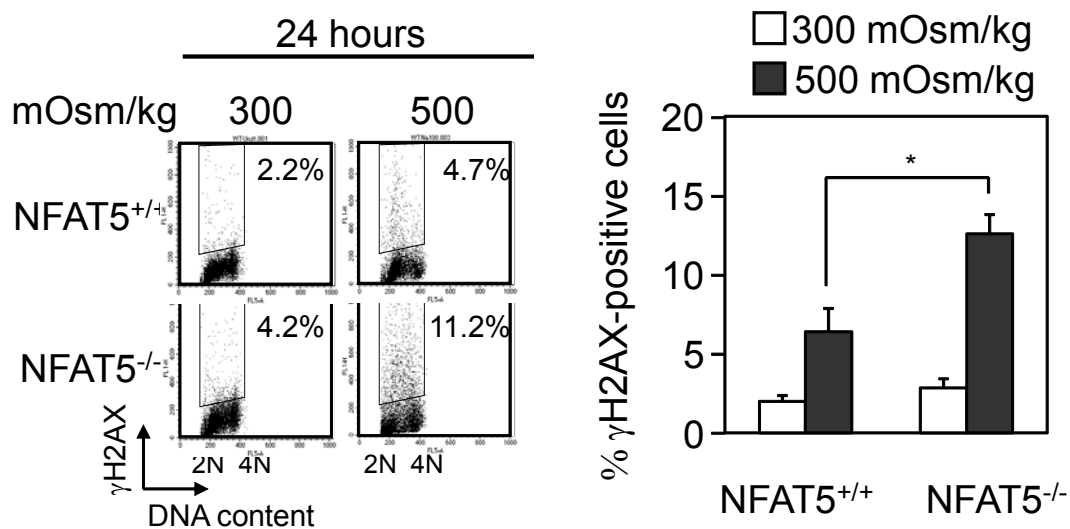 24 hours
mOsm/kg 300 500
NFAT5+/+
2.2%
4.7%
NFAT5-/-
4.2%
11.2%
γH2AX
2N 4N 2N 4N
DNA content
300 mOsm/kg
500 mOsm/kg
% γH2AX-positive cells
20
15
10
5
0
*
NFAT5+/+ NFAT5-/-